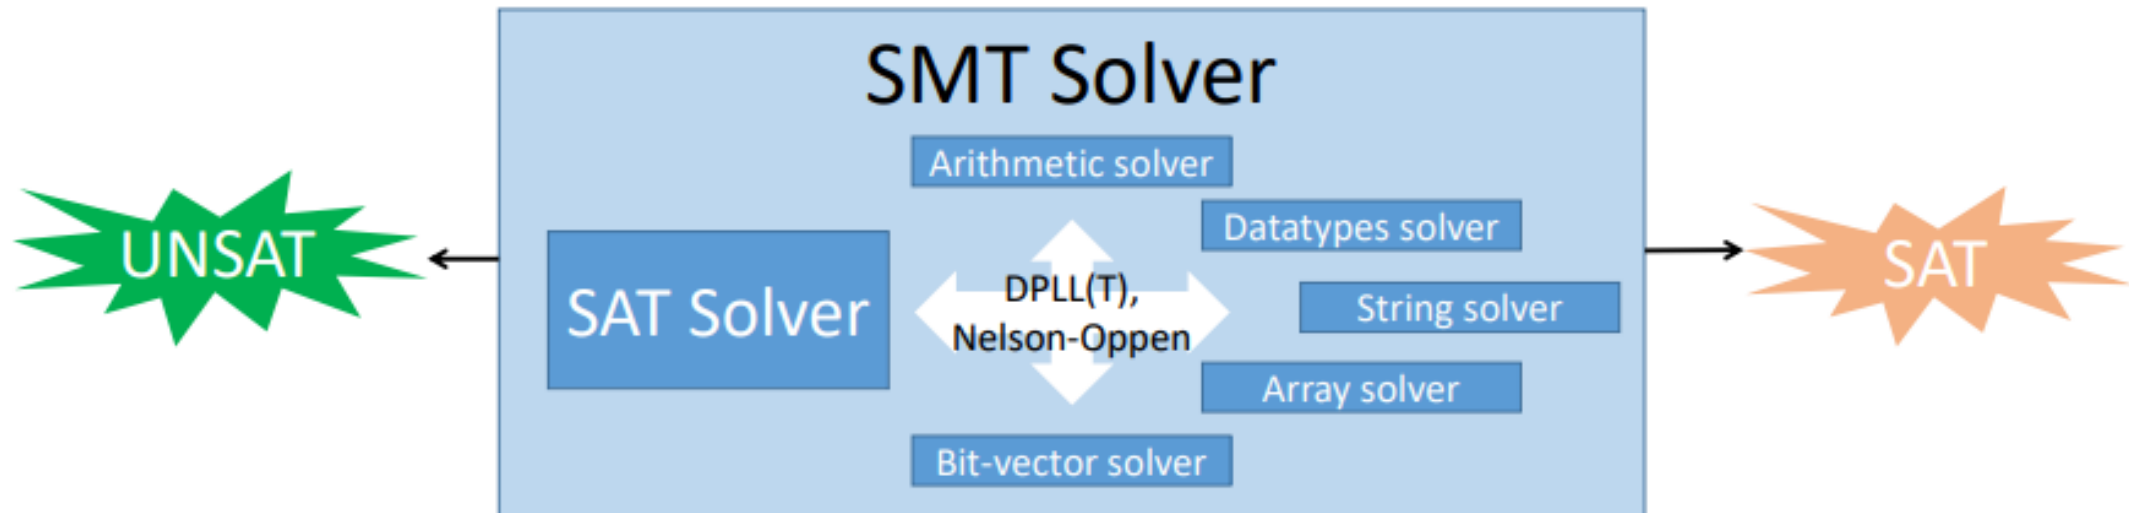 SMT Solver
Arithmetic solver
Datatypes solver
UNSAT
SAT Solver
DPLL(T),
Nelson-Oppen
String solver
SAT
Array solver
Bit-vector solver